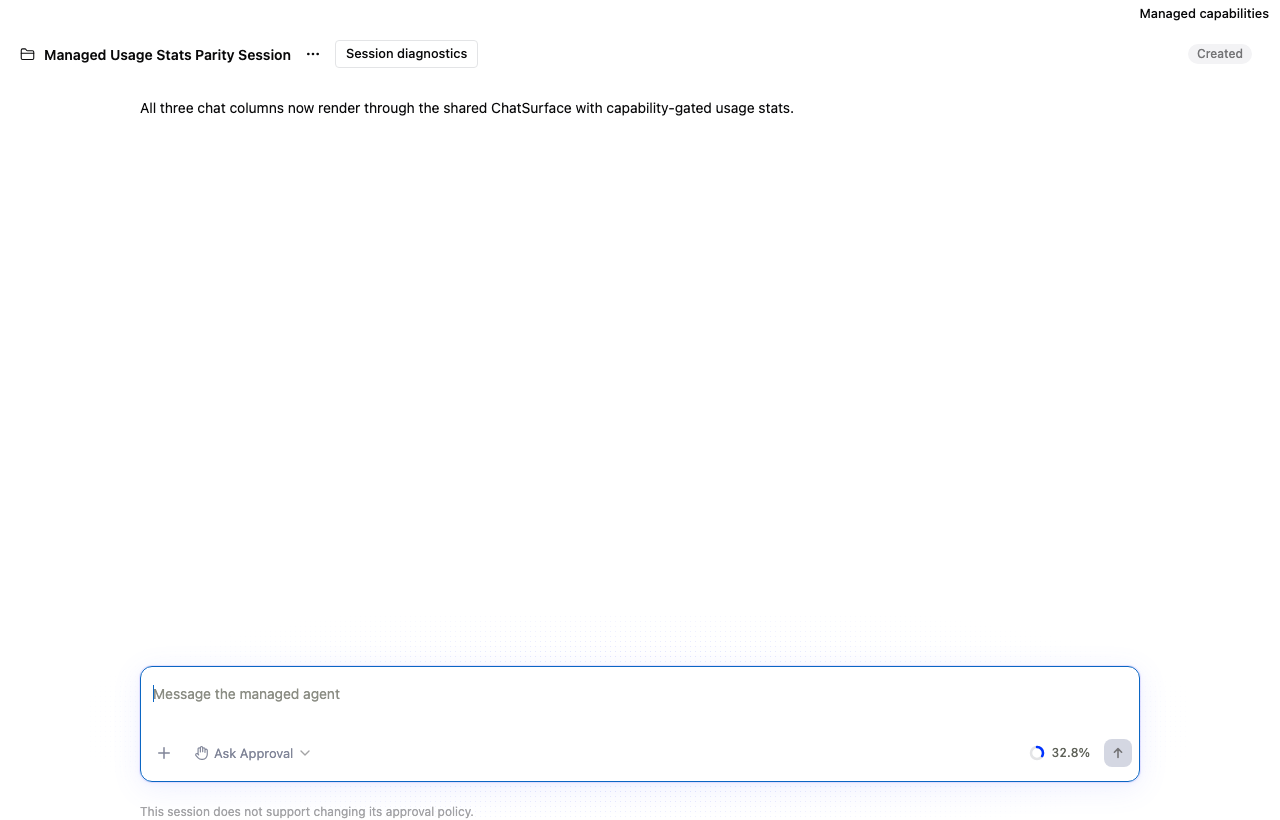 Managed capabilities
Managed Usage Stats Parity Session ··· Session diagnostics Created
All three chat columns now render through the shared ChatSurface with capability-gated usage stats.
Message the managed agent
Ask Approval 32.8%
This session does not support changing its approval policy.